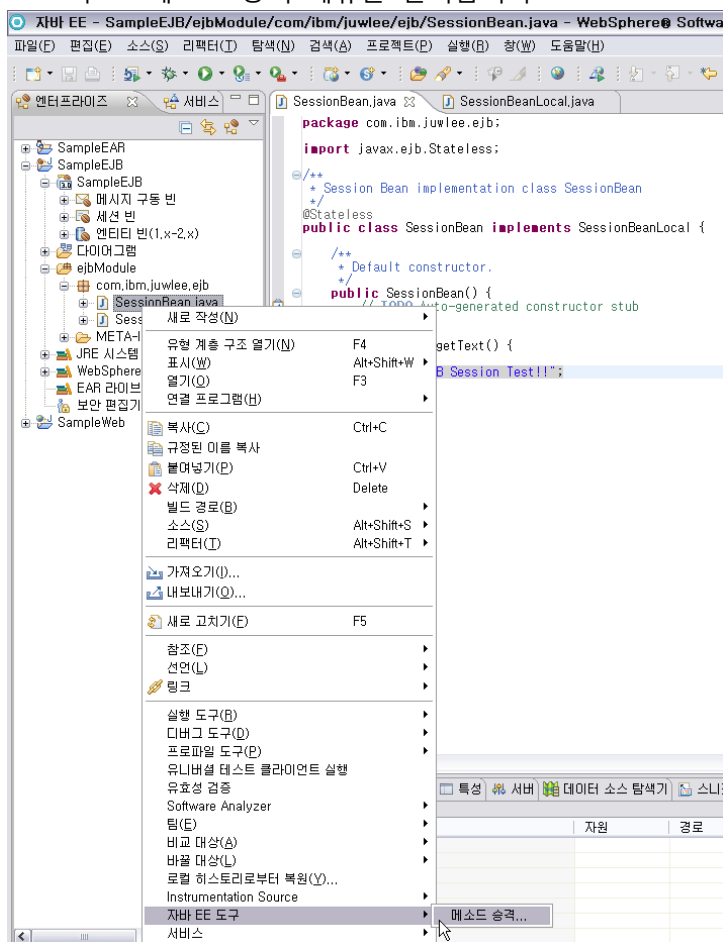 자바 EE - SampleEJB/ejbModule/com/ibm/juwlee/ejb/SessionBean.java - WebSphere® Softwa
파일(F) 편집(E) 소스(S) 리팩터(T) 탐색(N) 검색(A) 프로젝트(P) 실행(R) 창(W) 도움말(H)
엔터프라이즈 서비스 SessionBean.java SessionBeanLocal.java
SampleEAR
SampleEJB
SampleEJB
메시지 구동 빈
세션 빈
엔티티 빈(1.x-2.x)
다이어그램
ejbModule
com.ibm.juwlee.ejb
SessionBean.java
Sess
META-I
JRE 시스템
WebSphere
EAR 라이브
보안 편집기
SampleWeb
package com.ibm.juwlee.ejb;
import javax.ejb.Stateless;
/**
* Session Bean implementation class SessionBean
*/
@Stateless
public class SessionBean implements SessionBeanLocal {
/**
* Default constructor.
*/
public SessionBean() {
// TODO Auto-generated constructor stub
getText() {
B Session Test!!";
새로 작성(N)
유형 계층 구조 열기(N) F4
표시(W) Alt+Shift+W
열기(O) F3
연결 프로그램(H)
복사(C) Ctrl+C
규정된 이름 복사
붙여넣기(P) Ctrl+V
삭제(D) Delete
빌드 경로(B)
소스(S) Alt+Shift+S
리팩터(T) Alt+Shift+T
가져오기(I)...
내보내기(O)...
새로 고치기(F) F5
참조(F)
선언(L)
링크
실행 도구(R)
디버그 도구(D)
프로파일 도구(P)
유니버셜 테스트 클라이언트 실행
유효성 검증
Software Analyzer
팀(E)
비교 대상(A)
바꿀 대상(L)
로컬 히스토리로부터 복원(Y)...
Instrumentation Source
자바 EE 도구
서비스
메소드 승격...
특성 서버 데이터 소스 탐색기 스니
자원 경로